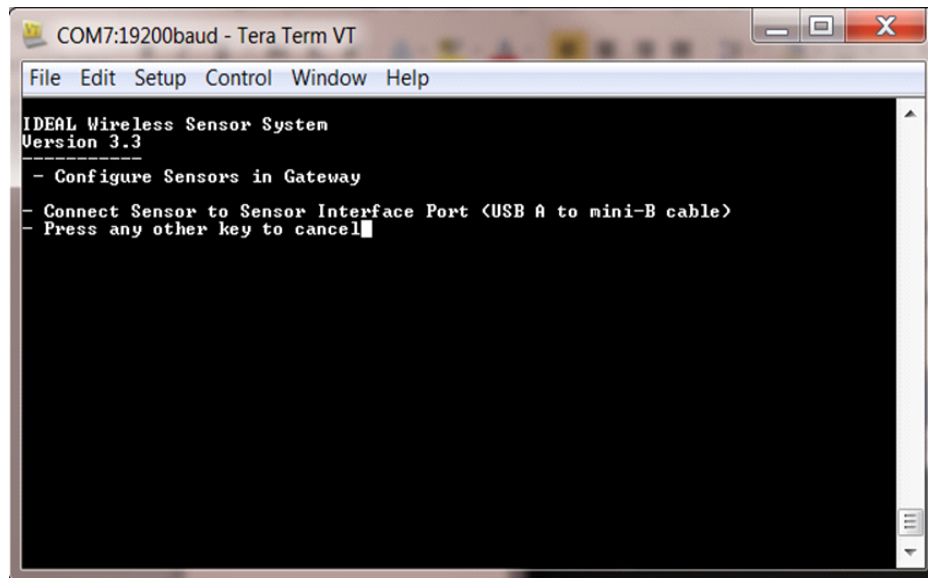 COM7:19200baud - Tera Term VT
File Edit Setup Control Window Help
IDEAL Wireless Sensor System
Version 3.3
-----------
- Configure Sensors in Gateway
- Connect Sensor to Sensor Interface Port (USB A to mini-B cable)
- Press any other key to cancel